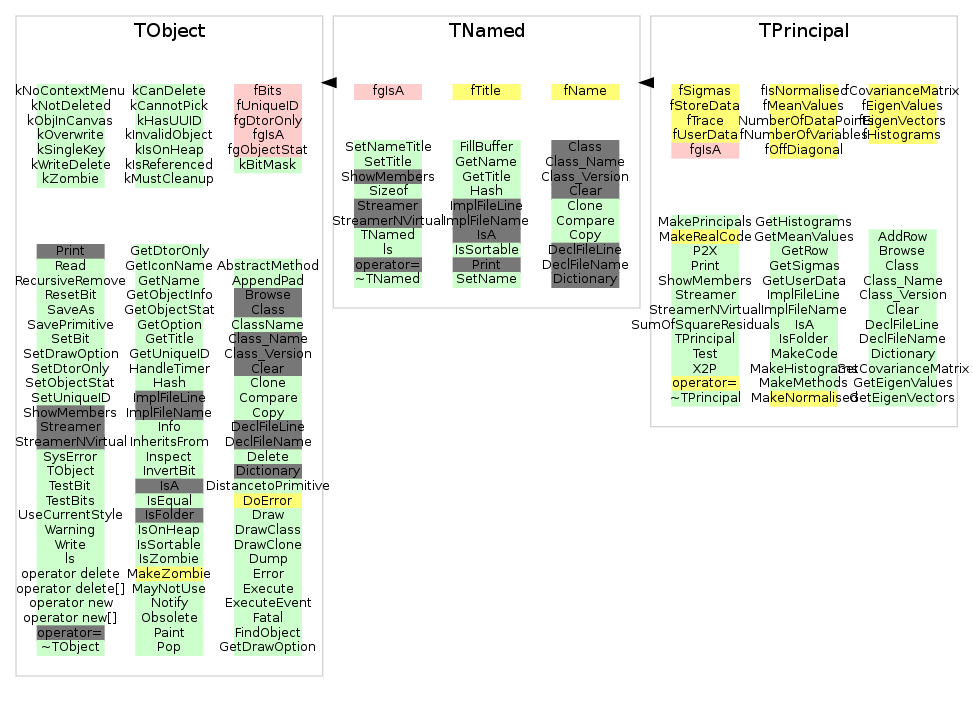 TObject
kNoContextMenu kCanDelete fBits
kNotDeleted kCannotPick fUniqueID
kObjInCanvas kHasUUID fgDtorOnly
kOverwrite kInvalidObject fgIsA
kSingleKey kIsOnHeap fgObjectStat
kWriteDelete kIsReferenced kBitMask
kZombie kMustCleanup
Print GetDtorOnly
Read GetIconName AbstractMethod
RecursiveRemove GetName AppendPad
ResetBit GetObjectInfo Browse
SaveAs GetObjectStat Class
SavePrimitive GetOption ClassName
SetBit GetTitle Class_Name
SetDrawOption GetUniqueID Class_Version
SetDtorOnly HandleTimer Clear
SetObjectStat Hash Clone
SetUniqueID ImplFileLine Compare
ShowMembers ImplFileName Copy
Streamer Info DeclFileLine
StreamerNVirtual InheritsFrom DeclFileName
SysError Inspect Delete
TObject InvertBit Dictionary
TestBit IsA DistancetoPrimitive
TestBits IsEqual DoError
UseCurrentStyle IsFolder Draw
Warning IsOnHeap DrawClass
Write IsSortable DrawClone
ls IsZombie Dump
operator delete MakeZombie Error
operator delete[] MayNotUse Execute
operator new Notify ExecuteEvent
operator new[] Obsolete Fatal
operator= Paint FindObject
~TObject Pop GetDrawOption
TNamed
fgIsA fTitle fName
SetNameTitle FillBuffer Class
SetTitle GetName Class_Name
ShowMembers GetTitle Class_Version
Sizeof Hash Clear
Streamer ImplFileLine Clone
StreamerNVirtual ImplFileName Compare
TNamed IsA Copy
ls IsSortable DeclFileLine
operator= Print DeclFileName
~TNamed SetName Dictionary
TPrincipal
fSigmas fIsNormalised fCovarianceMatrix
fStoreData fMeanValues fEigenValues
fTrace fNumberOfDataPoints fEigenVectors
fUserData fNumberOfVariables fHistograms
fgIsA fOffDiagonal
MakePrincipals GetHistograms
MakeRealCode GetMeanValues AddRow
P2X GetRow Browse
Print GetSigmas Class
ShowMembers GetUserData Class_Name
Streamer ImplFileLine Class_Version
StreamerNVirtual ImplFileName Clear
SumOfSquareResiduals IsA DeclFileLine
TPrincipal IsFolder DeclFileName
Test MakeCode Dictionary
X2P MakeHistograms GetCovarianceMatrix
operator= MakeMethods GetEigenValues
~TPrincipal MakeNormalised GetEigenVectors